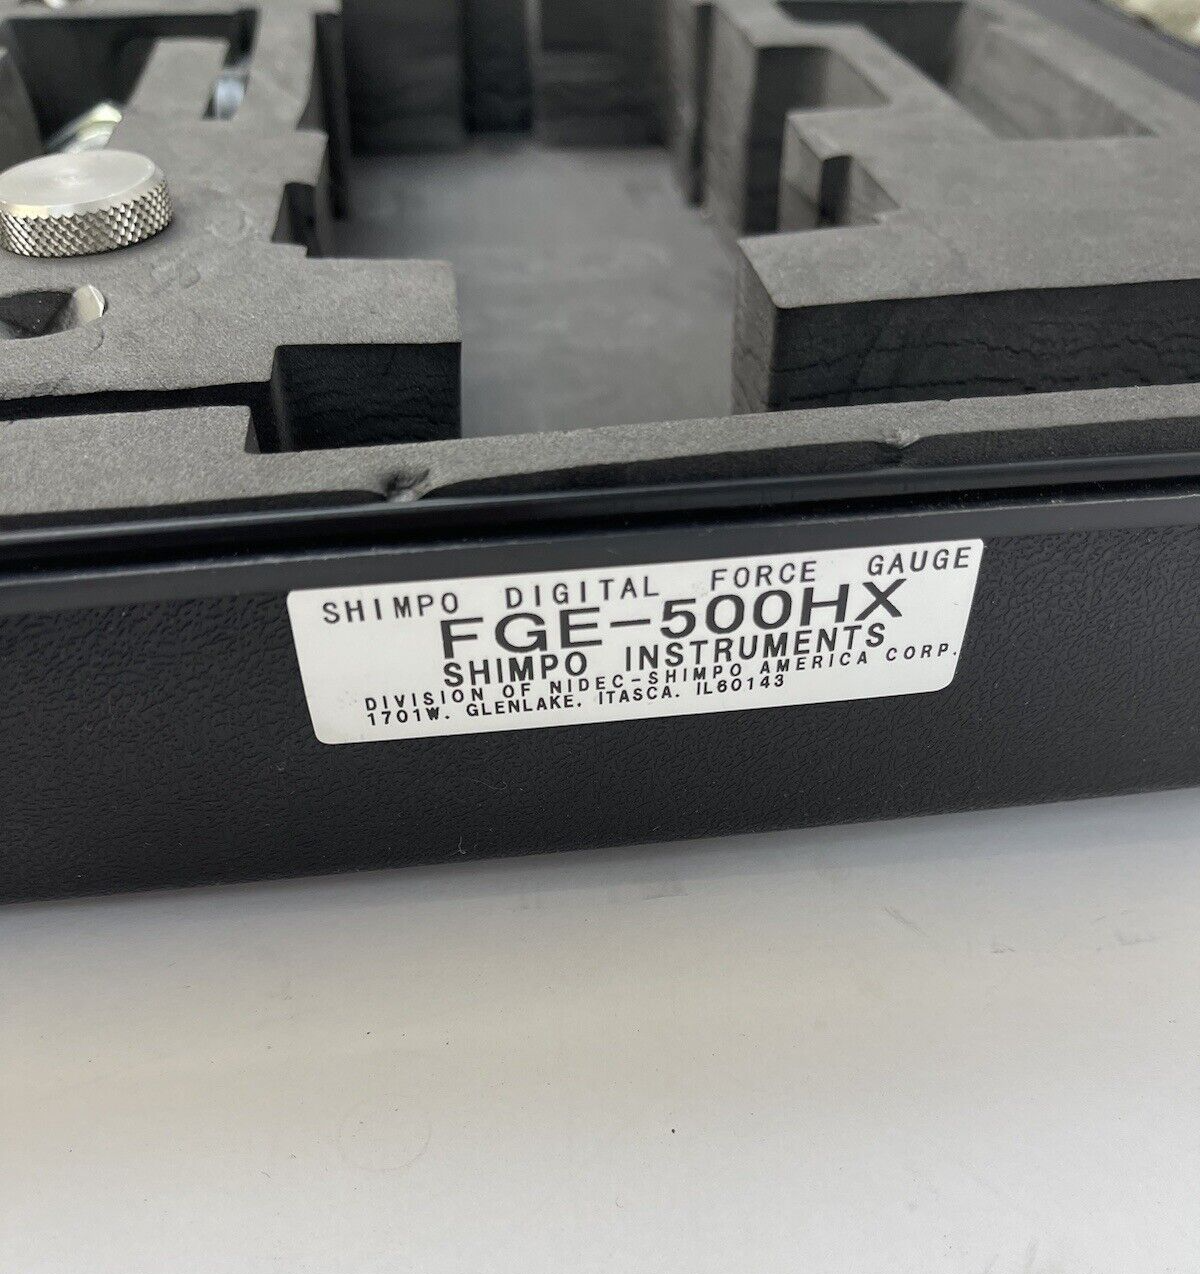 SHIMPO DIGITAL FORCE GAUGE
FGE-500HX
SHIMPO INSTRUMENTS
DIVISION OF NIDEC-SHIMPO AMERICA CORP.
1701W. GLENLAKE. ITASCA. IL60143